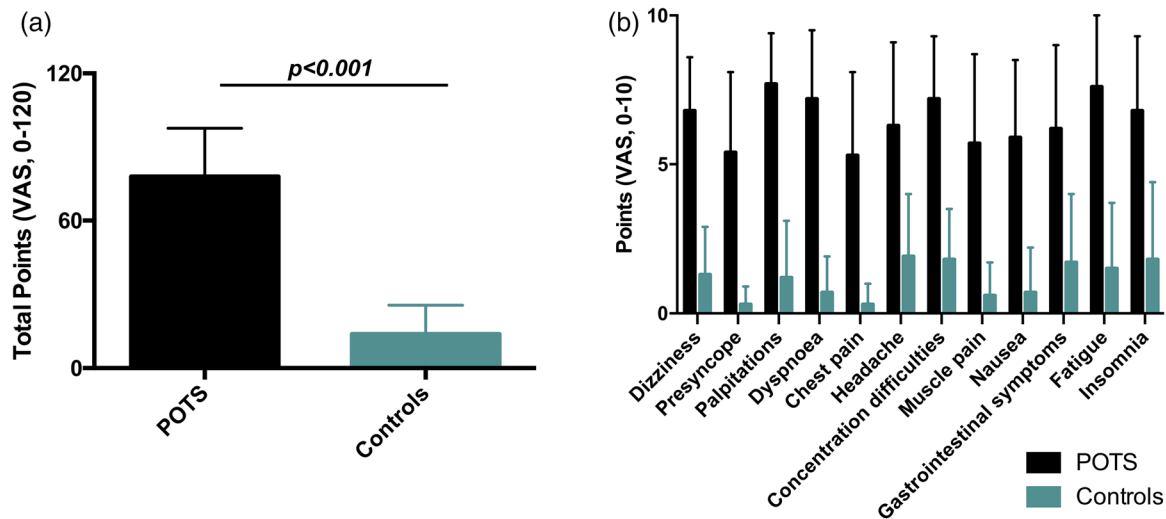 (a)
Total Points (VAS, 0-120)
120
60
0
p<0.001
POTS
Controls
(b)
Points (VAS, 0-10)
10
5
0
Dizziness
Presyncope
Palpitations
Dyspnoea
Chest pain
Headache
Concentration difficulties
Muscle pain
Nausea
Gastrointestinal symptoms
Fatigue
Insomnia
POTS
Controls